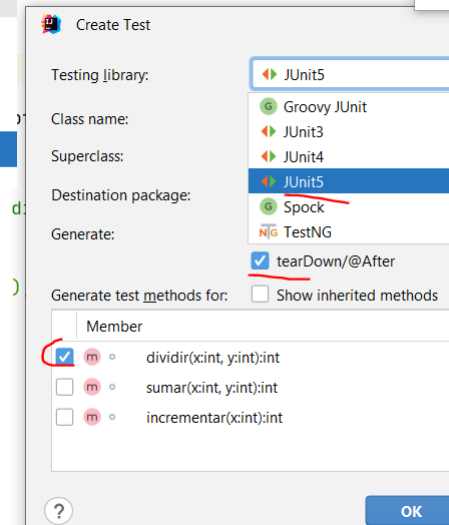 Create Test
Testing library:
JUnit5
Groovy JUnit
Class name:
JUnit3
Superclass:
JUnit4
JUnit5
Destination package:
Spock
Generate:
TestNG
tearDown/@After
Generate test methods for:
Show inherited methods
Member
m dividir(x:int, y:int):int
m sumar(x:int, y:int):int
m incrementar(x:int):int
?
OK